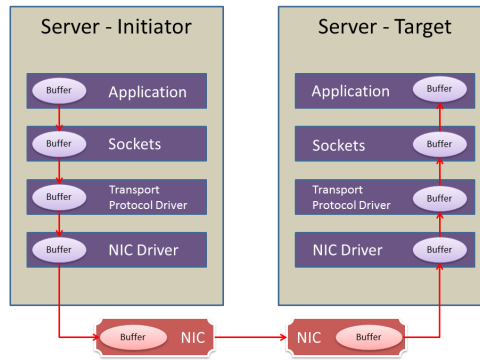 Server - Initiator
Buffer Application
Buffer Sockets
Buffer Transport
Protocol Driver
Buffer NIC Driver
Buffer NIC
Server - Target
Application Buffer
Sockets Buffer
Transport
Protocol Driver Buffer
NIC Driver Buffer
NIC Buffer